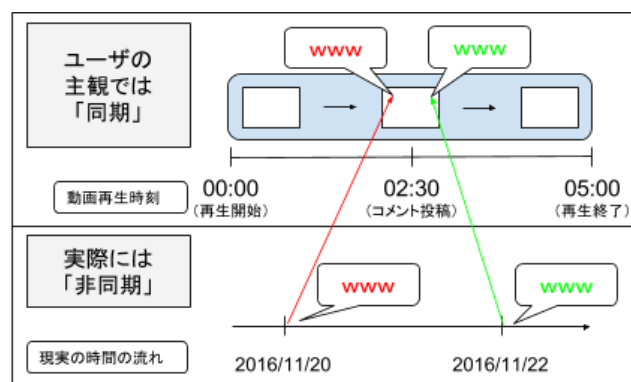 ユーザの
主観では
「同期」
www
www
動画再生時刻
00:00
(再生開始)
02:30
(コメント投稿)
05:00
(再生終了)
実際には
「非同期」
www
www
現実の時間の流れ
2016/11/20
2016/11/22